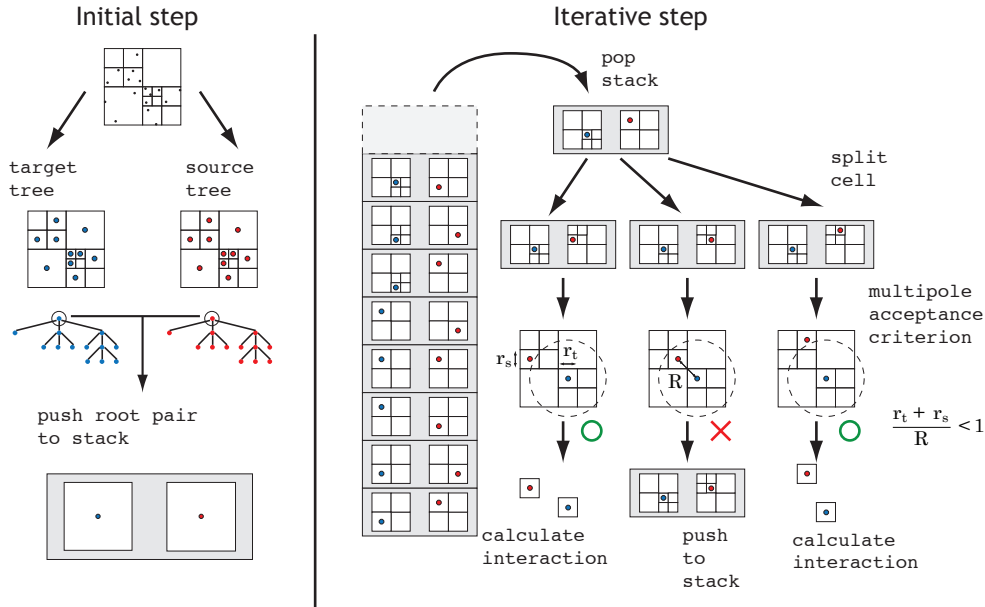 Initial step
target
tree
source
tree
push root pair
to stack
Iterative step
pop
stack
split
cell
multipole
acceptance
criterion
r_s
r_t
R
r_t + r_s
R
< 1
calculate
interaction
push
to
stack
calculate
interaction